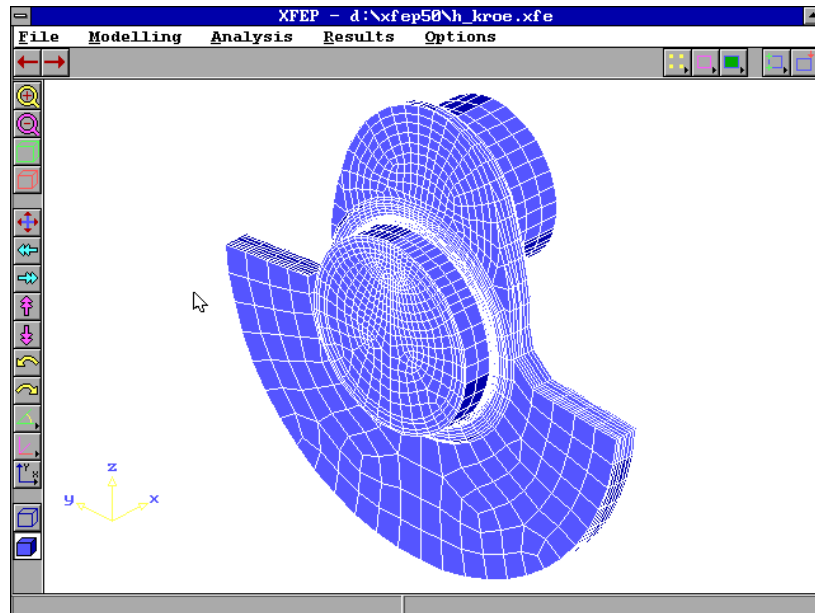 XFEP - d:\xfep50\h_kroe.xfe
File Modelling Analysis Results Options
Y X
z
y x